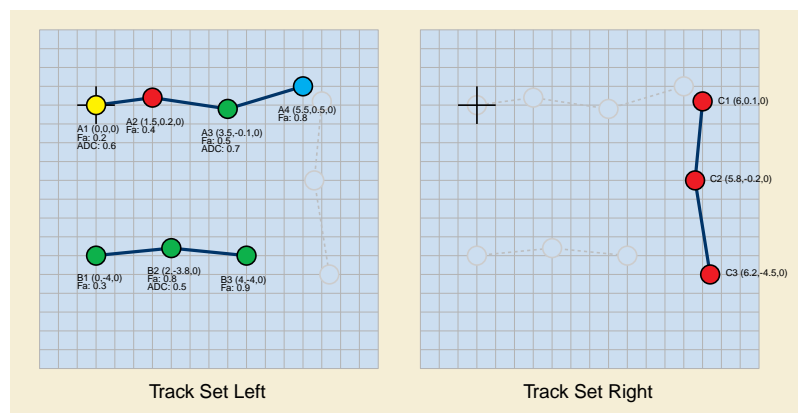 A1 (0,0,0)
Fa: 0.2
ADC: 0.6
A2 (1.5,0.2,0)
Fa: 0.4
A3 (3.5,-0.1,0)
Fa: 0.5
ADC: 0.7
A4 (5.5,0.5,0)
Fa: 0.8
B1 (0,-4,0)
Fa: 0.3
B2 (2,-3.8,0)
Fa: 0.8
ADC: 0.5
B3 (4,-4,0)
Fa: 0.9
Track Set Left
C1 (6,0.1,0)
C2 (5.8,-0.2,0)
C3 (6.2,-4.5,0)
Track Set Right